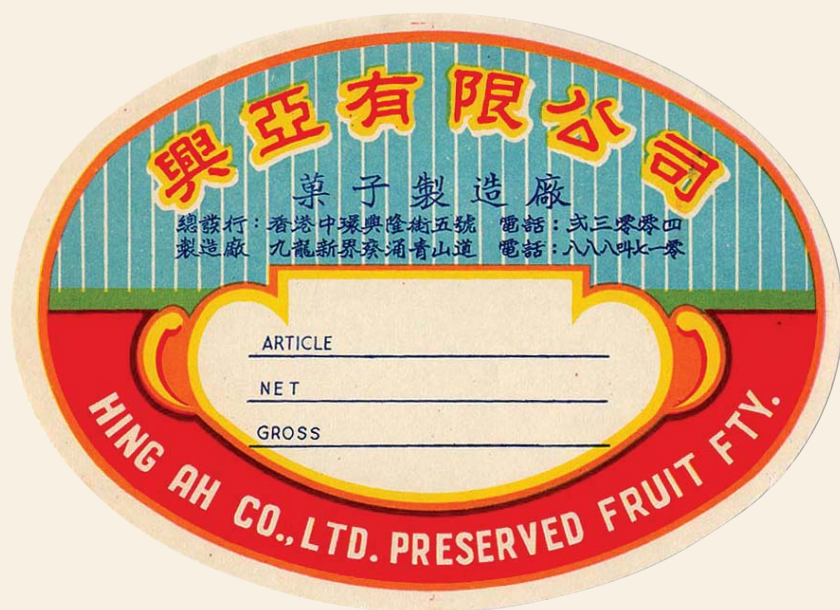 興亞有限公司
菓子製造廠
總發行：香港中環興隆街五號 電話：弍三零零四
製造廠 九龍新界葵涌青山道 電話：八八八叫七一零
ARTICLE
NET
GROSS
HING AH CO., LTD. PRESERVED FRUIT FTY.